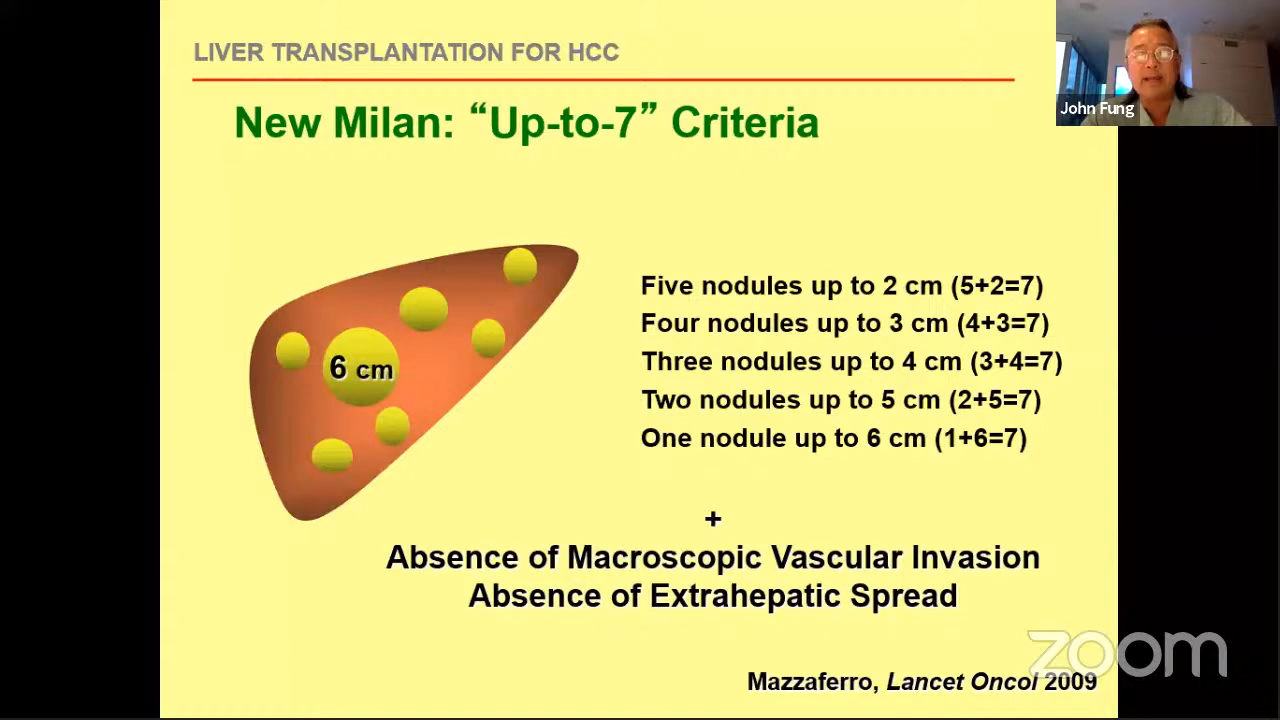 LIVER TRANSPLANTATION FOR HCC
New Milan: “Up-to-7” Criteria
John Fung
6 cm
Five nodules up to 2 cm (5+2=7)
Four nodules up to 3 cm (4+3=7)
Three nodules up to 4 cm (3+4=7)
Two nodules up to 5 cm (2+5=7)
One nodule up to 6 cm (1+6=7)
+
Absence of Macroscopic Vascular Invasion
Absence of Extrahepatic Spread
zoom
Mazzaferro, Lancet Oncol 2009